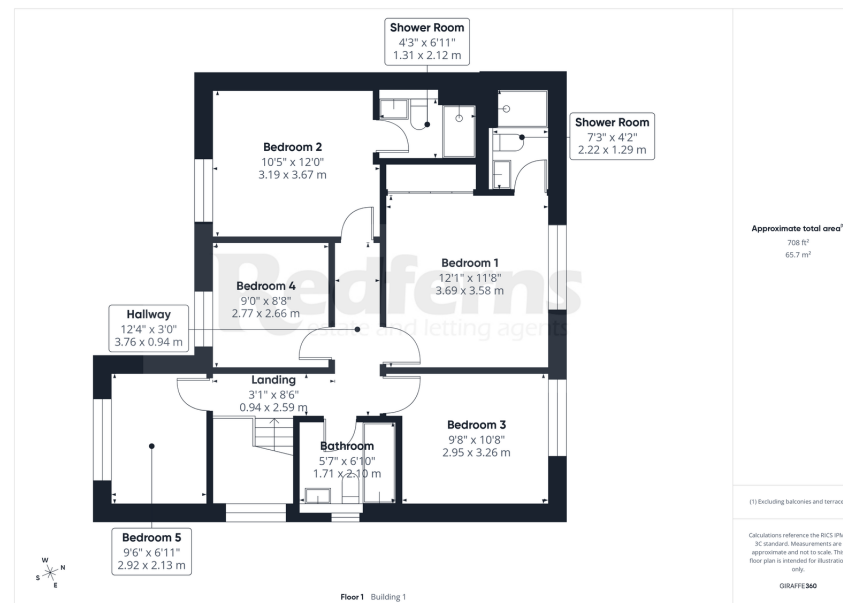 Shower Room
4'3" x 6'11"
1.31 x 2.12 m
Shower Room
7'3" x 4'2"
2.22 x 1.29 m
Bedroom 2
10'5" x 12'0"
3.19 x 3.67 m
Bedroom 1
12'1" x 11'8"
3.69 x 3.58 m
Bedroom 4
9'0" x 8'8"
2.77 x 2.66 m
Redferns
estate and letting agents
Hallway
12'4" x 3'0"
3.76 x 0.94 m
Landing
3'1" x 8'6"
0.94 x 2.59 m
Bedroom 3
9'8" x 10'8"
2.95 x 3.26 m
Bathroom
5'7" x 6'10"
1.71 x 2.10 m
Bedroom 5
9'6" x 6'11"
2.92 x 2.13 m
W
N
S
E
Floor 1 Building 1
Approximate total area
708 ft²
65.7 m²
(1) Excluding balconies and terrace
Calculations reference the RICS IPM
3C standard. Measurements are
approximate and not to scale. This
floor plan is intended for illustratio
only.
GIRAFFE360